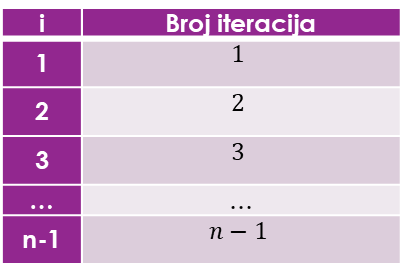 i Broj iteracija
1 1
2 2
3 3
... ...
n-1 n − 1